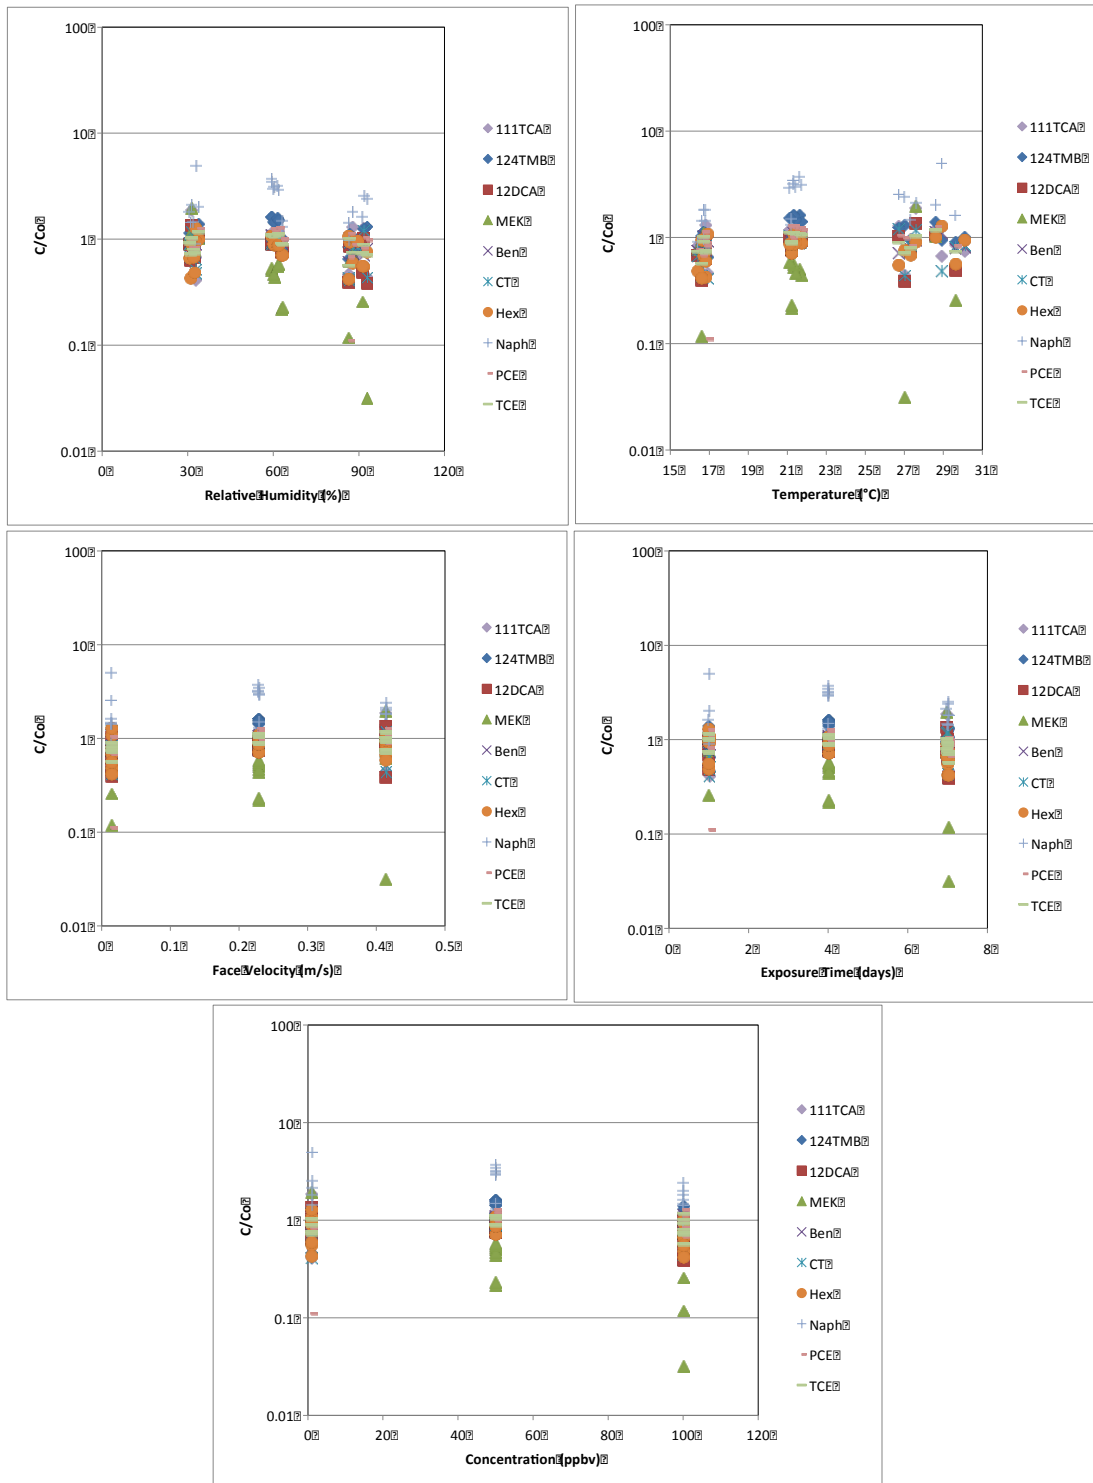 100
10
1
0.1
0.01
C/Co
0 30 60 90 120
Relative Humidity (%)
111TCA
124TMB
12DCA
MEK
Ben
CT
Hex
Naph
PCE
TCE
100
10
1
0.1
0.01
C/Co
15 17 19 21 23 25 27 29 31
Temperature (°C)
111TCA
124TMB
12DCA
MEK
Ben
CT
Hex
Naph
PCE
TCE
100
10
1
0.1
0.01
C/Co
0 0.1 0.2 0.3 0.4 0.5
Face Velocity (m/s)
111TCA
124TMB
12DCA
MEK
Ben
CT
Hex
Naph
PCE
TCE
100
10
1
0.1
0.01
C/Co
0 2 4 6 8
Exposure Time (days)
111TCA
124TMB
12DCA
MEK
Ben
CT
Hex
Naph
PCE
TCE
100
10
1
0.1
0.01
C/Co
0 20 40 60 80 100 120
Concentration (ppbv)
111TCA
124TMB
12DCA
MEK
Ben
CT
Hex
Naph
PCE
TCE